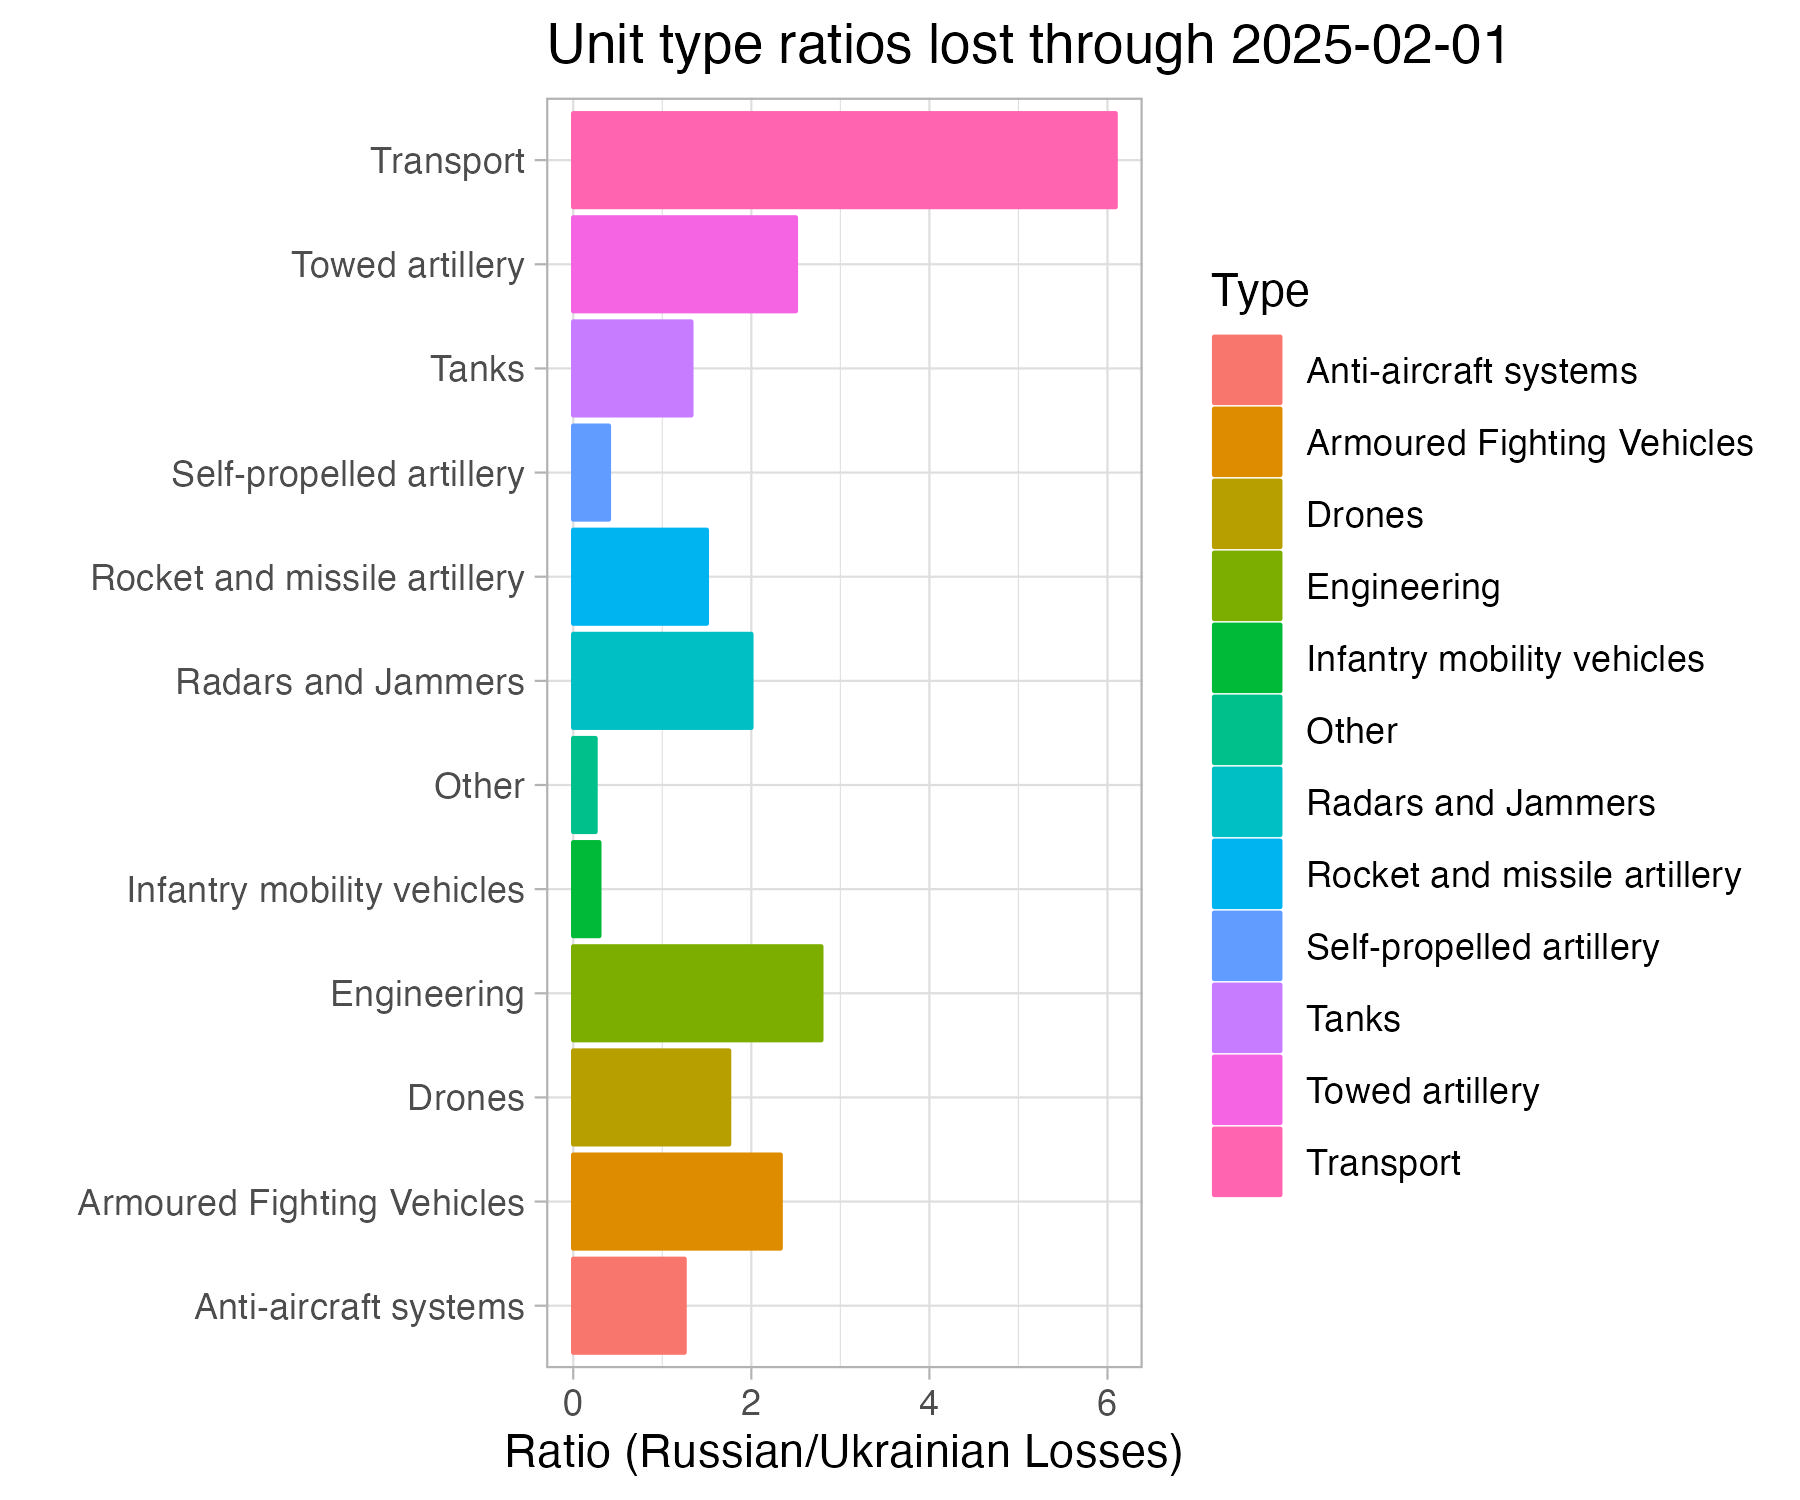 Unit type ratios lost through 2025-02-01
Transport
Towed artillery
Tanks
Self-propelled artillery
Rocket and missile artillery
Radars and Jammers
Other
Infantry mobility vehicles
Engineering
Drones
Armoured Fighting Vehicles
Anti-aircraft systems
0 2 4 6
Ratio (Russian/Ukrainian Losses)
Type
Anti-aircraft systems
Armoured Fighting Vehicles
Drones
Engineering
Infantry mobility vehicles
Other
Radars and Jammers
Rocket and missile artillery
Self-propelled artillery
Tanks
Towed artillery
Transport